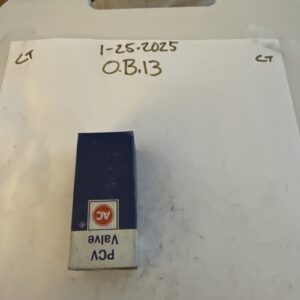 1-25-2025
CT
CT
O.B.13
PCV
Valve
AC
®